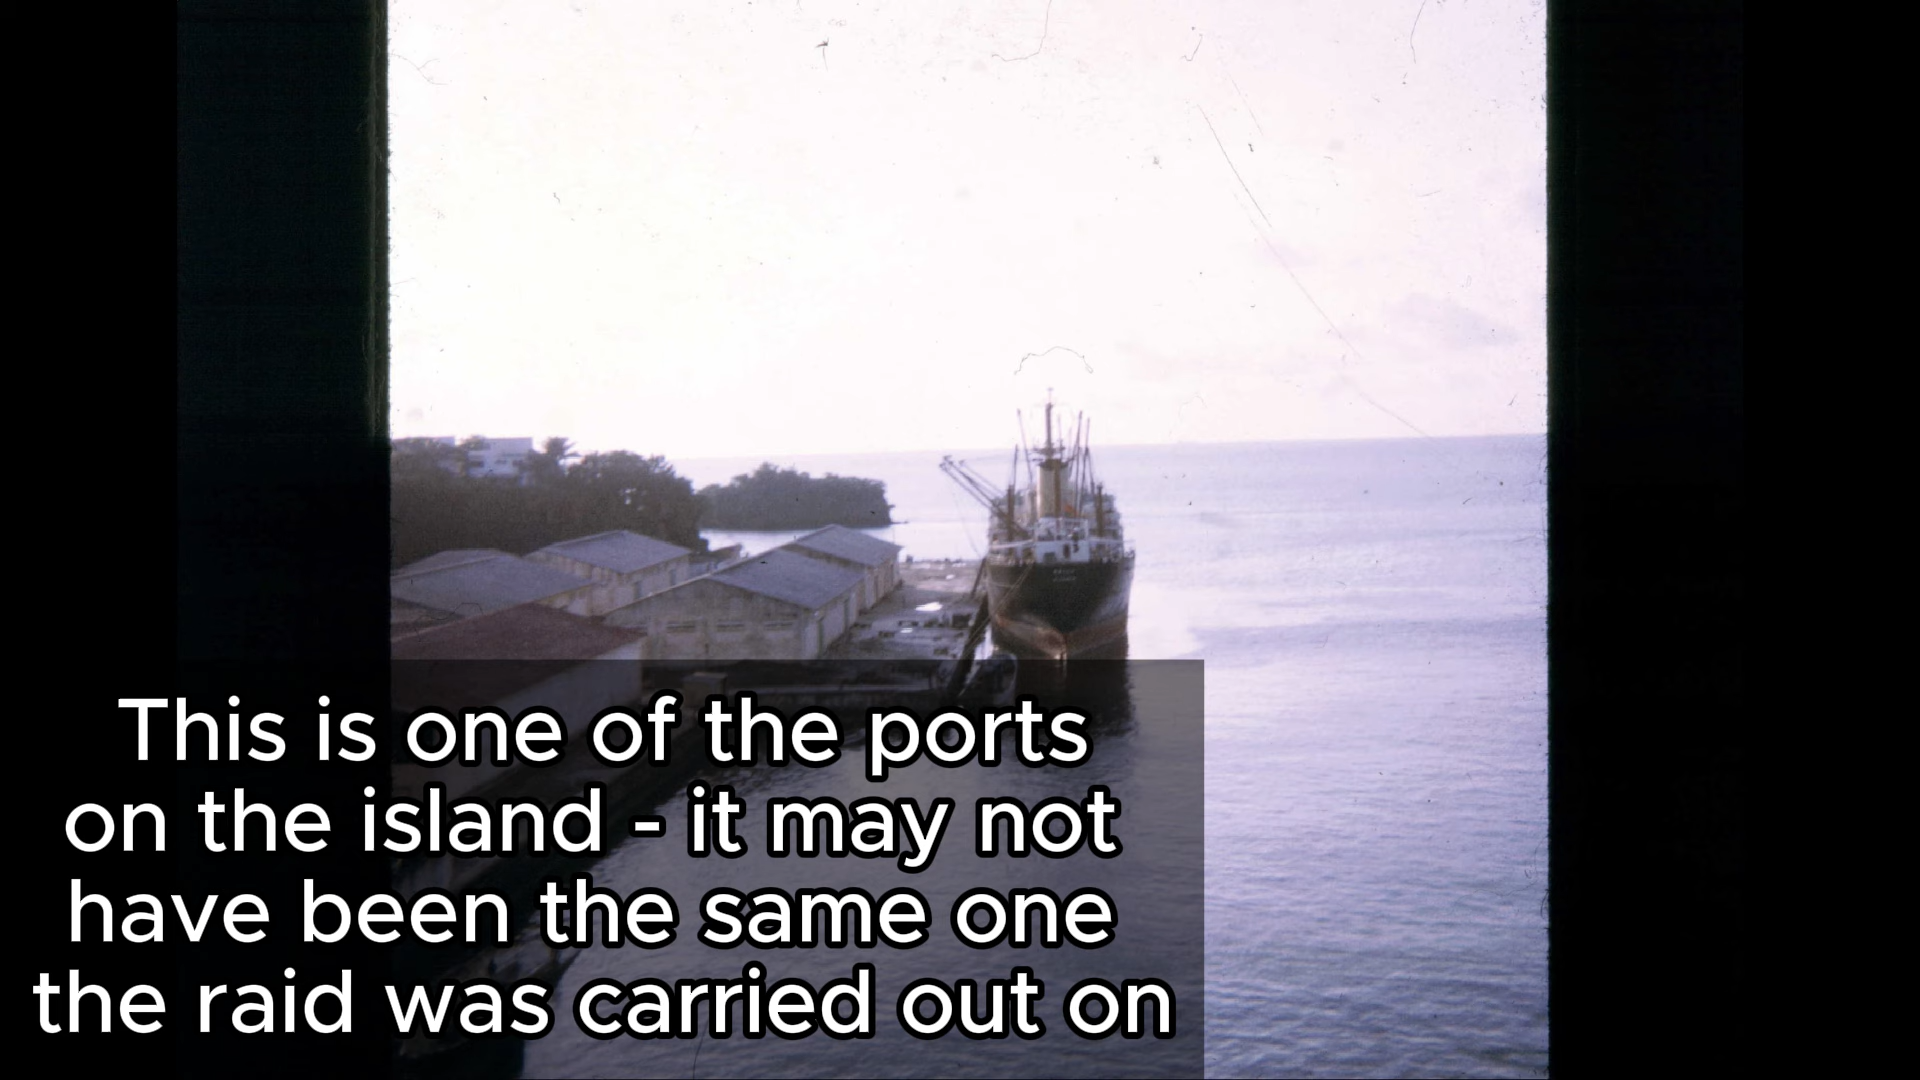 This is one of the ports
on the island - it may not
have been the same one
the raid was carried out on